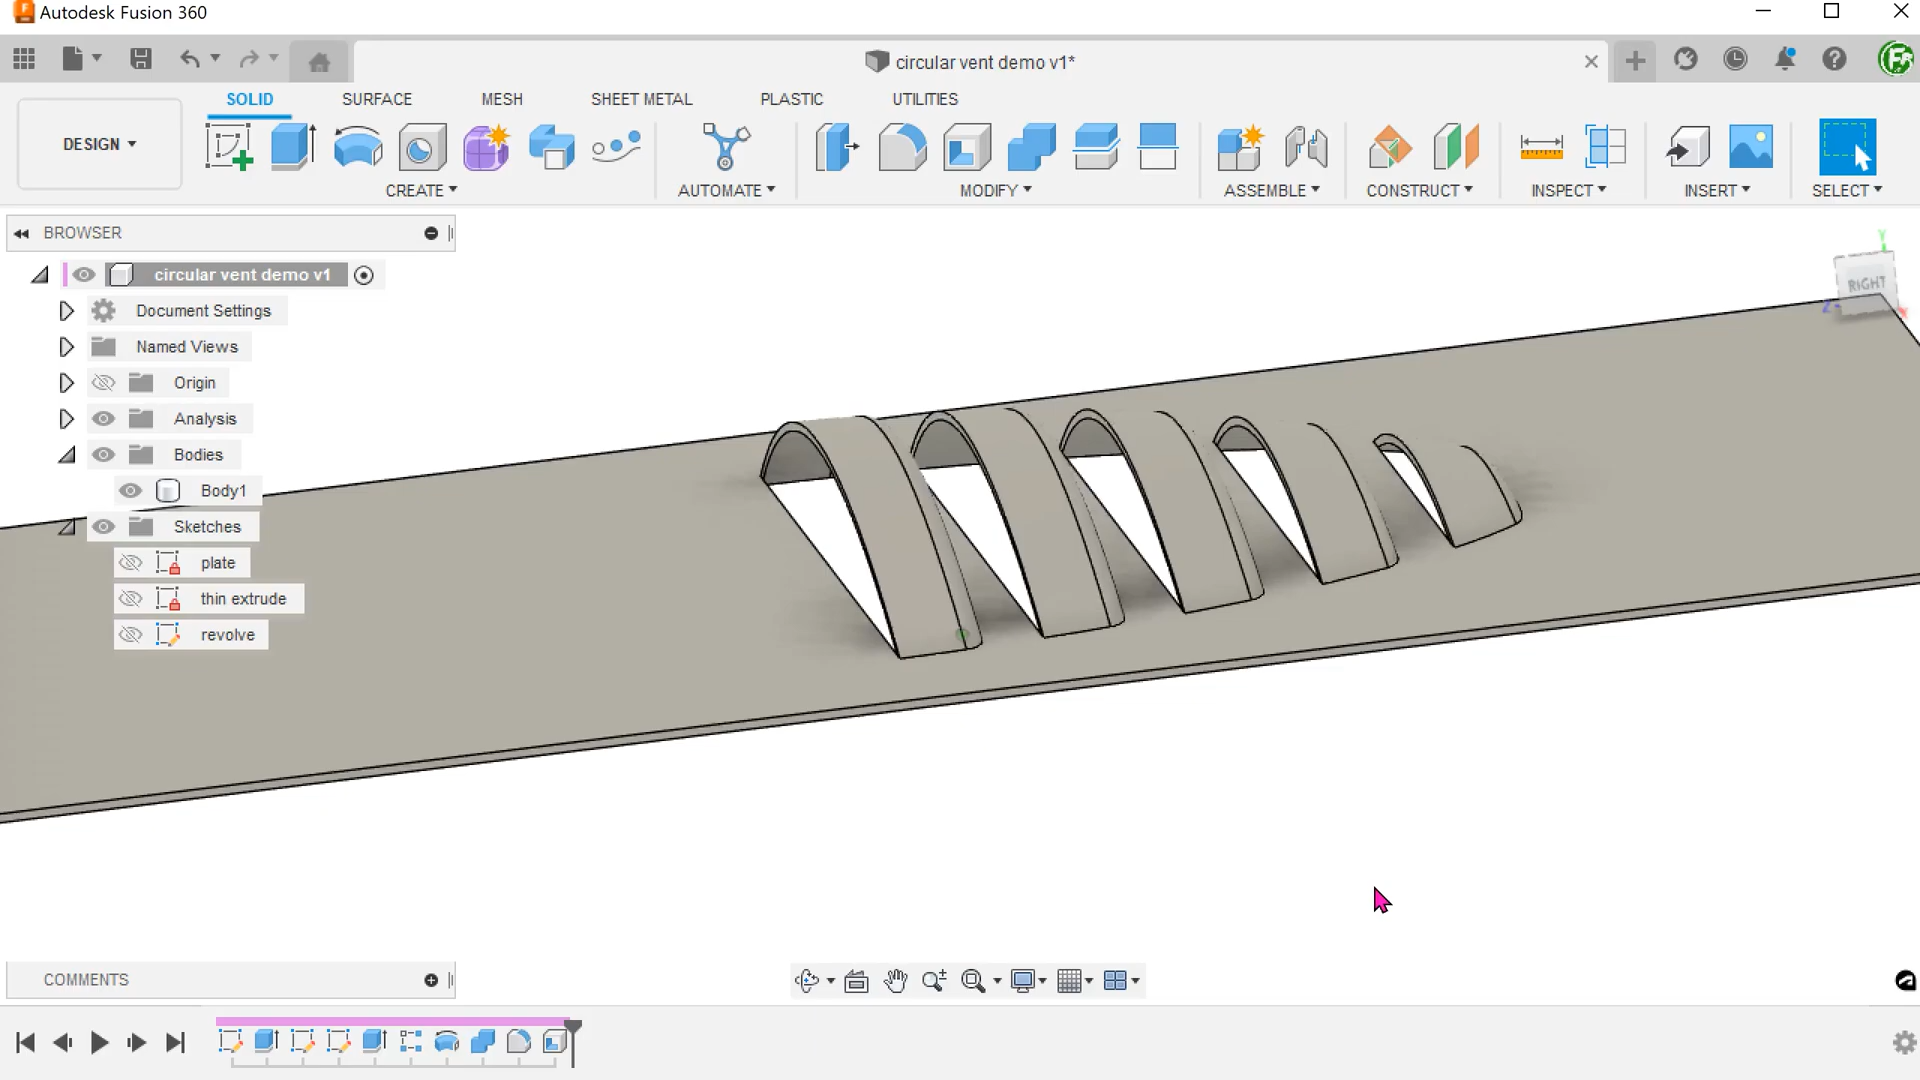 Autodesk Fusion 360
circular vent demo v1*
DESIGN
SOLID SURFACE MESH SHEET METAL PLASTIC UTILITIES
CREATE AUTOMATE MODIFY ASSEMBLE CONSTRUCT INSPECT INSERT SELECT
BROWSER
circular vent demo v1
Document Settings
Named Views
Origin
Analysis
Bodies
Body1
Sketches
plate
thin extrude
revolve
Y
RIGHT
Z
COMMENTS